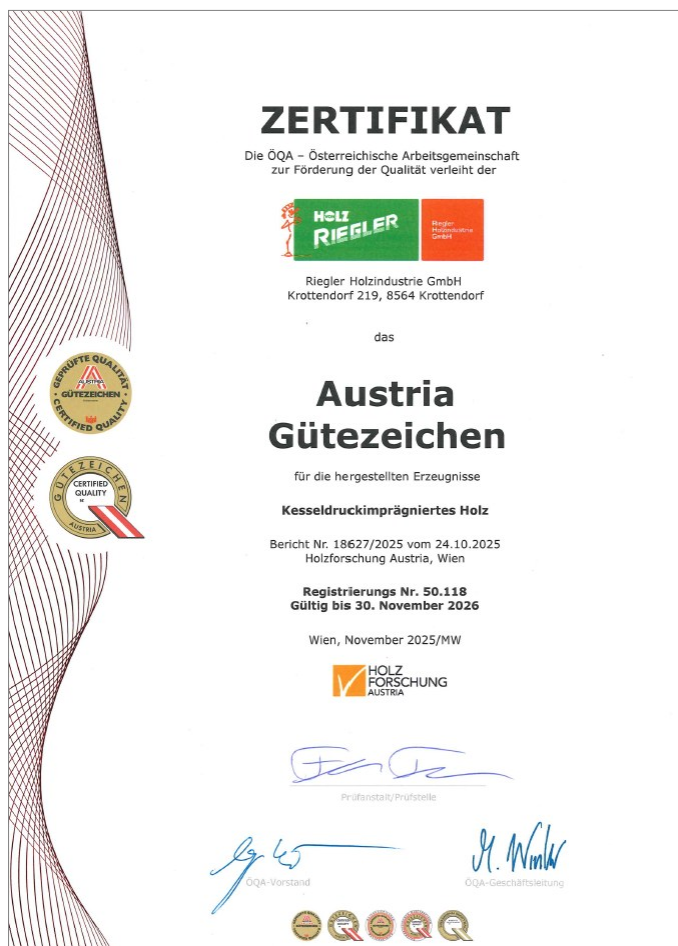 ZERTIFIKAT
Die ÖQA – Österreichische Arbeitsgemeinschaft
zur Förderung der Qualität verleiht der
HOLZ
RIEGLER
Riegler
Holzindustrie
GmbH
Riegler Holzindustrie GmbH
Krottendorf 219, 8564 Krottendorf
das
GEPRÜFTE QUALITÄT
AUSTRIA
GÜTEZEICHEN
CERTIFIED QUALITY
Austria
Gütezeichen
für die hergestellten Erzeugnisse
GÜTEZEICHEN
CERTIFIED
QUALITY
AUSTRIA
Kesseldruckimprägniertes Holz
Bericht Nr. 18627/2025 vom 24.10.2025
Holzforschung Austria, Wien
Registrierungs Nr. 50.118
Gültig bis 30. November 2026
Wien, November 2025/MW
HOLZ
FORSCHUNG
AUSTRIA
Prüfanstalt/Prüfstelle
M. Winkler
ÖQA-Vorstand
ÖQA-Geschäftsleitung